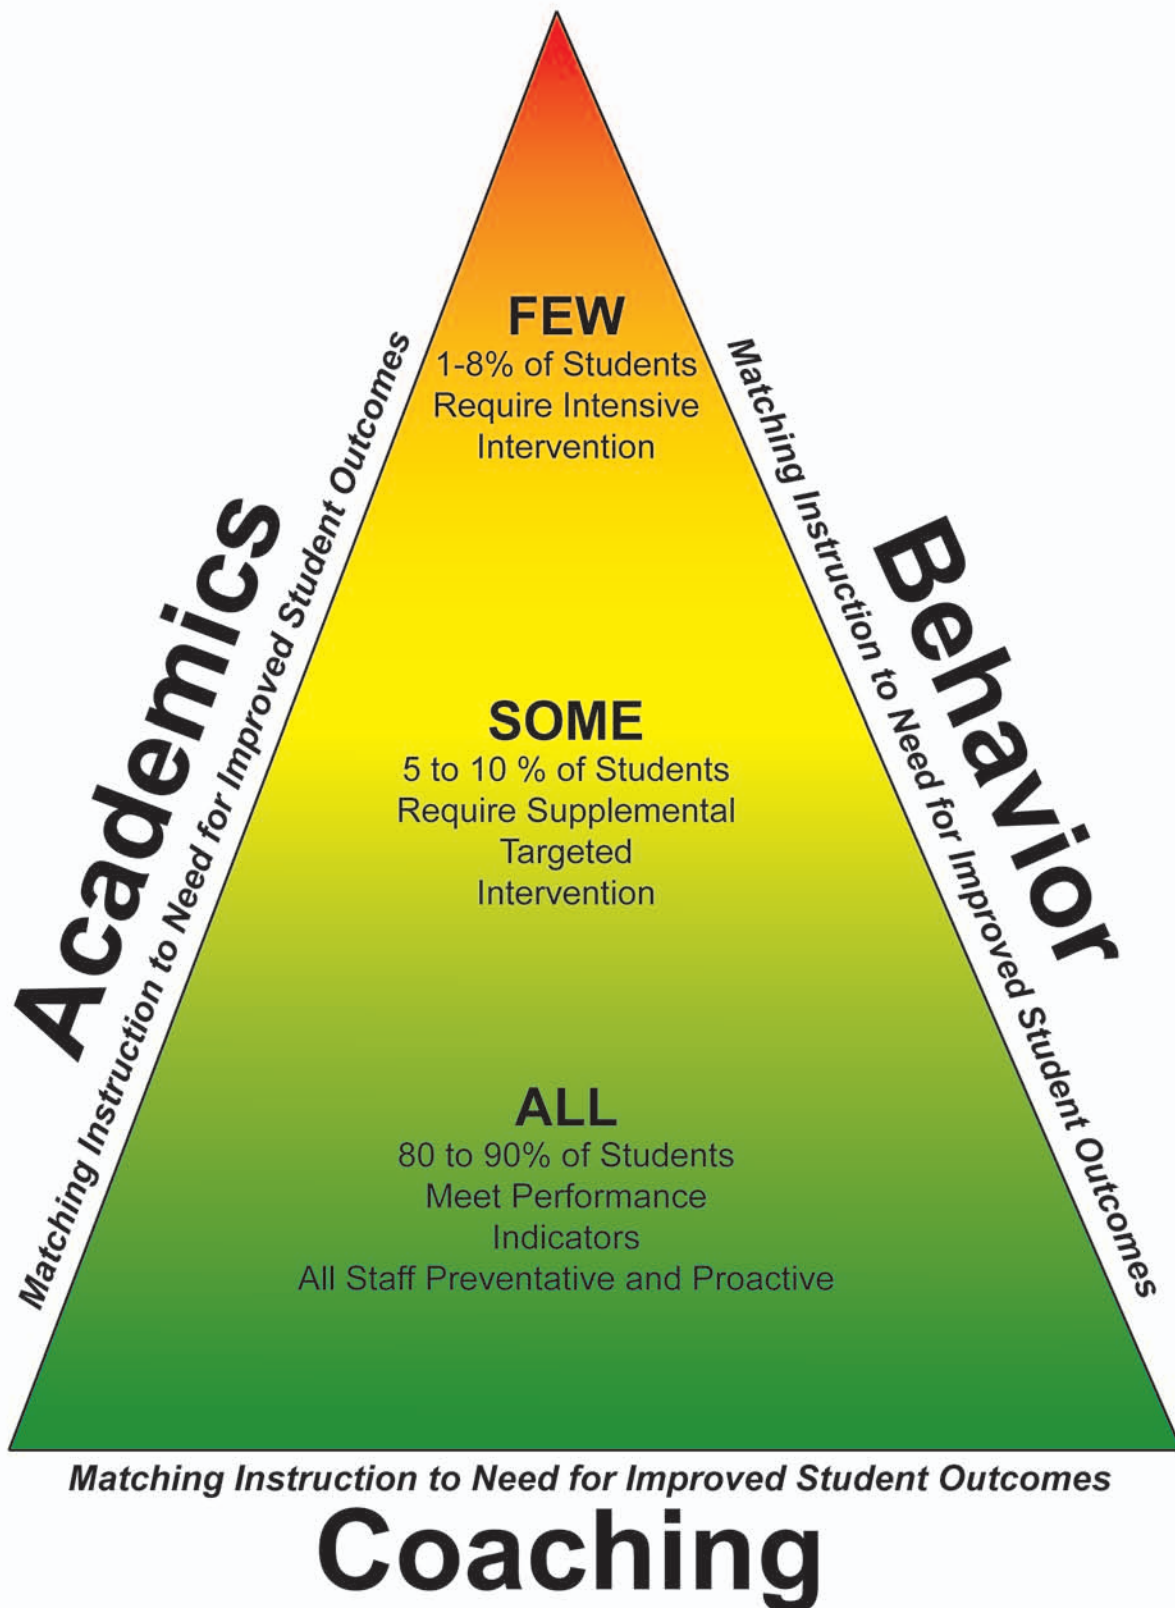 FEW
1-8% of Students
Require Intensive
Intervention
SOME
5 to 10 % of Students
Require Supplemental
Targeted
Intervention
ALL
80 to 90% of Students
Meet Performance
Indicators
All Staff Preventative and Proactive
Academics
Matching Instruction to Need for Improved Student Outcomes
Behavior
Matching Instruction to Need for Improved Student Outcomes
Matching Instruction to Need for Improved Student Outcomes
Coaching